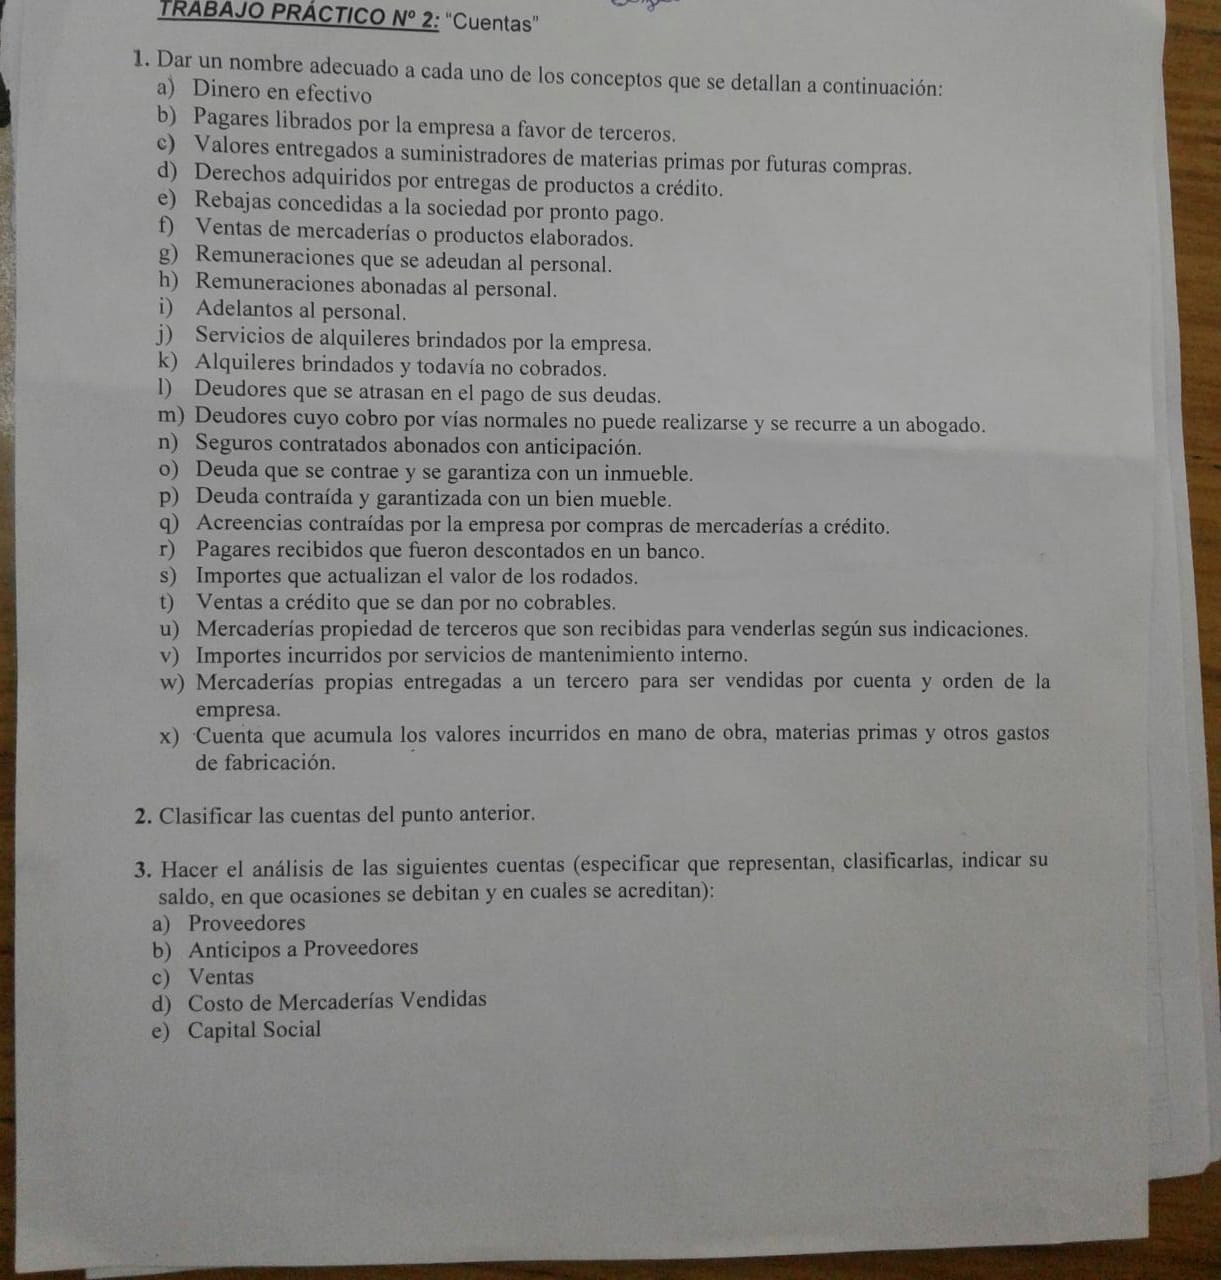 TRABAJO PRÁCTICO Nº 2: "Cuentas"
1. Dar un nombre adecuado a cada uno de los conceptos que se detallan a continuación:
a) Dinero en efectivo
b) Pagares librados por la empresa a favor de terceros.
c) Valores entregados a suministradores de materias primas por futuras compras.
d) Derechos adquiridos por entregas de productos a crédito.
e) Rebajas concedidas a la sociedad por pronto pago.
f) Ventas de mercaderías o productos elaborados.
g) Remuneraciones que se adeudan al personal.
h) Remuneraciones abonadas al personal.
i) Adelantos al personal.
j) Servicios de alquileres brindados por la empresa.
k) Alquileres brindados y todavía no cobrados.
l) Deudores que se atrasan en el pago de sus deudas.
m) Deudores cuyo cobro por vías normales no puede realizarse y se recurre a un abogado.
n) Seguros contratados abonados con anticipación.
o) Deuda que se contrae y se garantiza con un inmueble.
p) Deuda contraída y garantizada con un bien mueble.
q) Acreencias contraídas por la empresa por compras de mercaderías a crédito.
r) Pagares recibidos que fueron descontados en un banco.
s) Importes que actualizan el valor de los rodados.
t) Ventas a crédito que se dan por no cobrables.
u) Mercaderías propiedad de terceros que son recibidas para venderlas según sus indicaciones.
v) Importes incurridos por servicios de mantenimiento interno.
w) Mercaderías propias entregadas a un tercero para ser vendidas por cuenta y orden de la
empresa.
x) Cuenta que acumula los valores incurridos en mano de obra, materias primas y otros gastos
de fabricación.
2. Clasificar las cuentas del punto anterior.
3. Hacer el análisis de las siguientes cuentas (especificar que representan, clasificarlas, indicar su
saldo, en que ocasiones se debitan y en cuales se acreditan):
a) Proveedores
b) Anticipos a Proveedores
c) Ventas
d) Costo de Mercaderías Vendidas
e) Capital Social